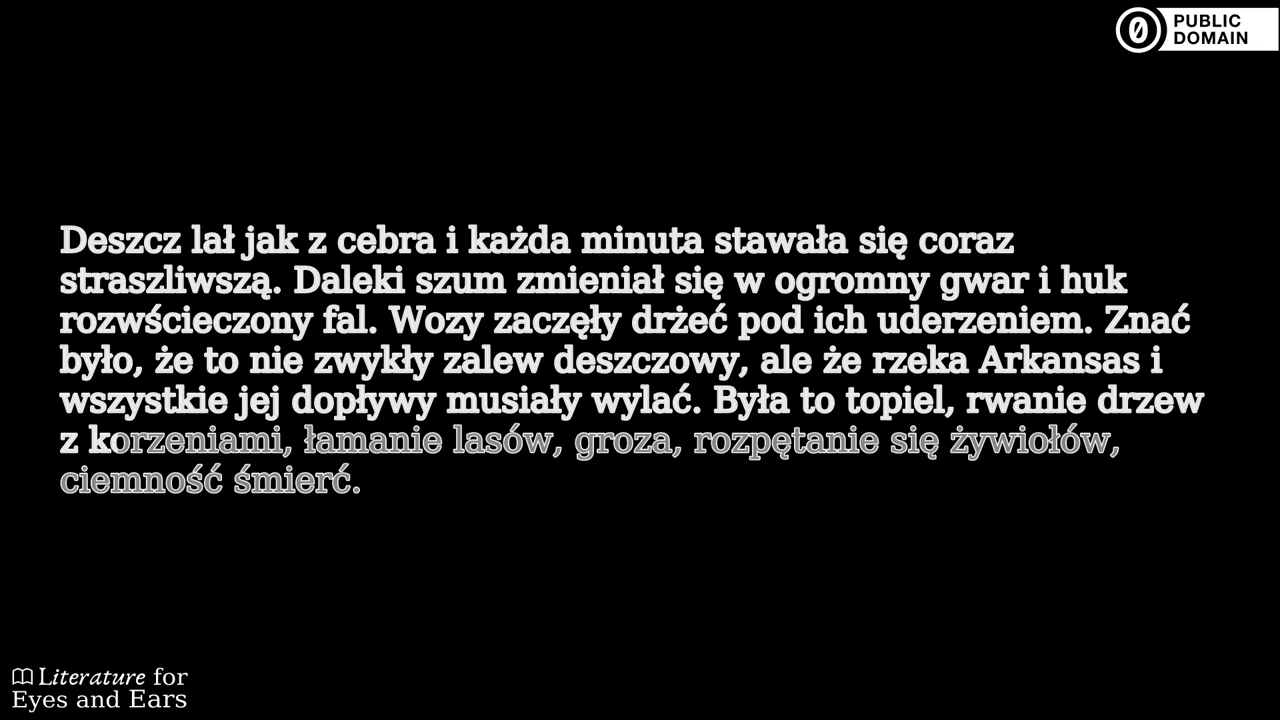 PUBLIC
DOMAIN
Deszcz lał jak z cebra i każda minuta stawała się coraz
straszliwszą. Daleki szum zmieniał się w ogromny gwar i huk
rozwścieczony fal. Wozy zaczęły drżeć pod ich uderzeniem. Znać
było, że to nie zwykły zalew deszczowy, ale że rzeka Arkansas i
wszystkie jej dopływy musiały wylać. Była to topiel, rwanie drzew
z korzeniami, łamanie lasów, groza, rozpętanie się żywiołów,
ciemność śmierć.
Literature for
Eyes and Ears